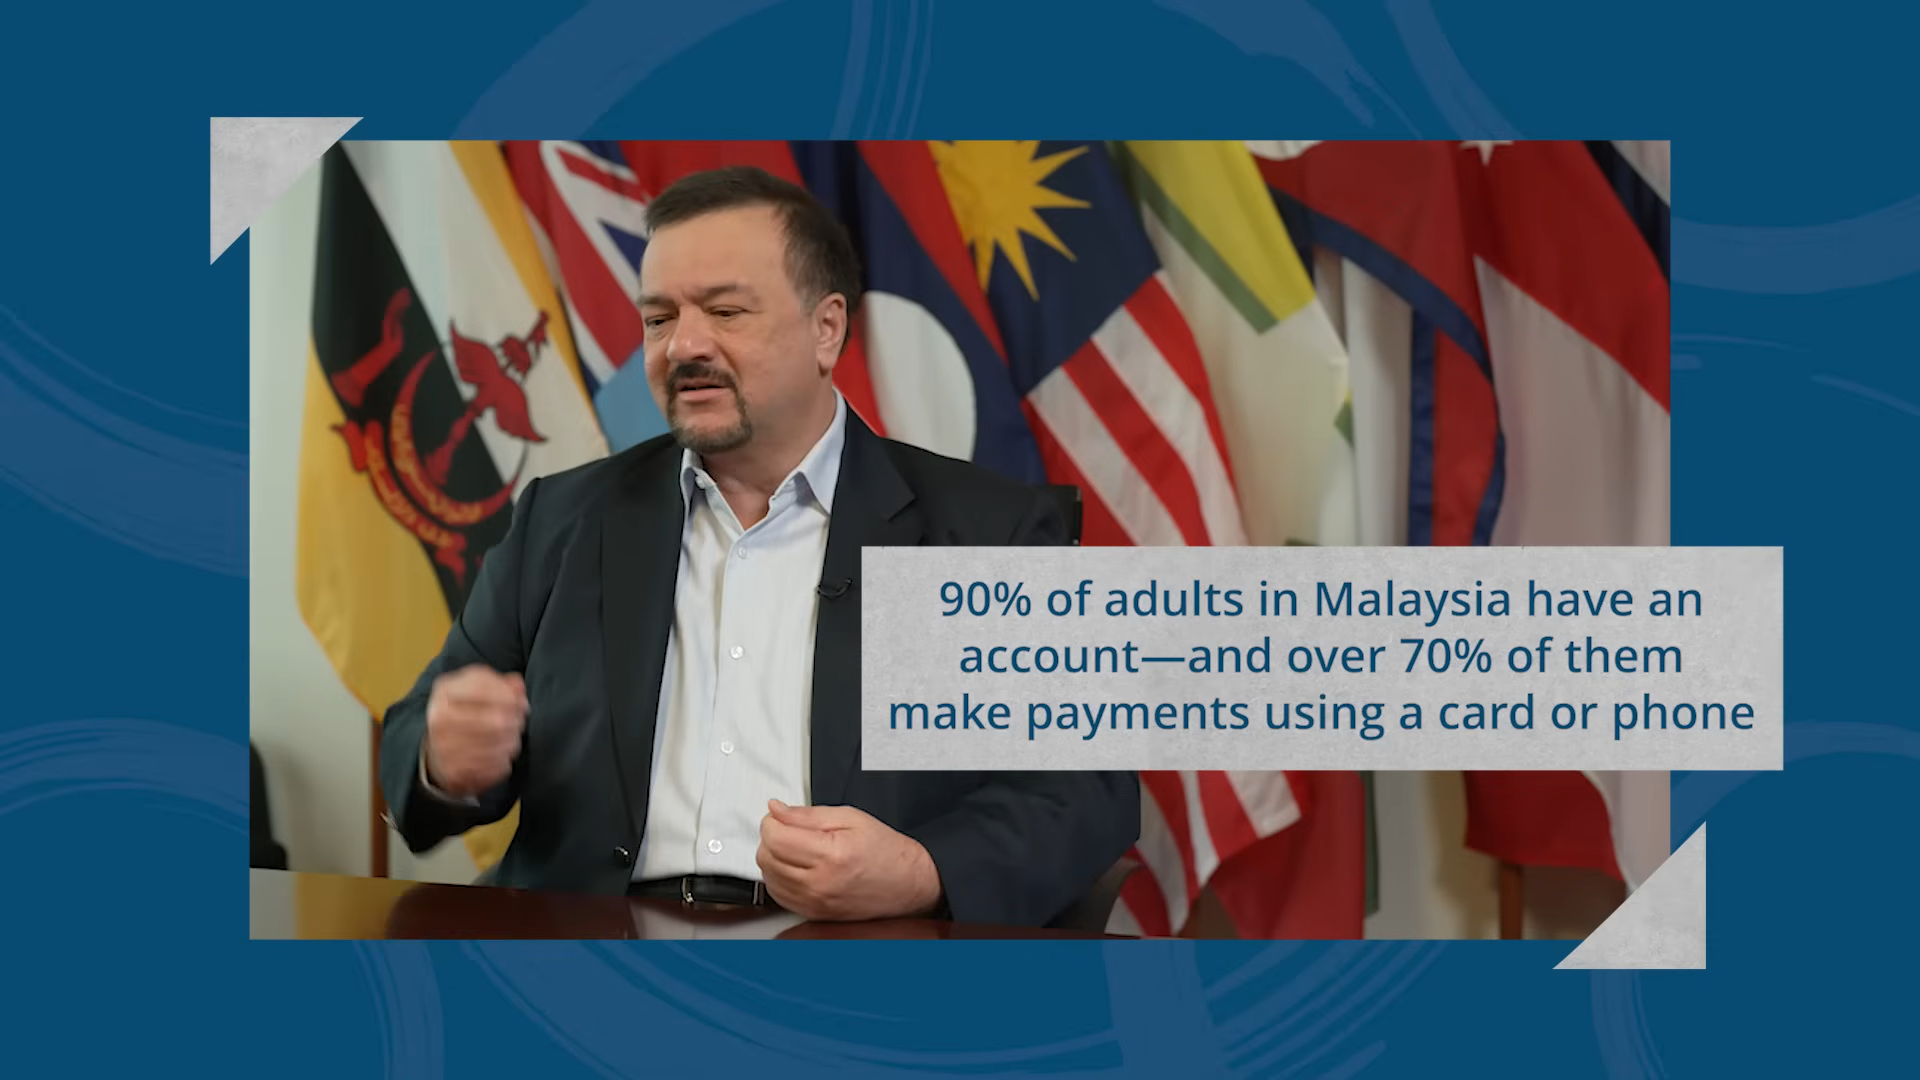 90% of adults in Malaysia have an
account—and over 70% of them
make payments using a card or phone